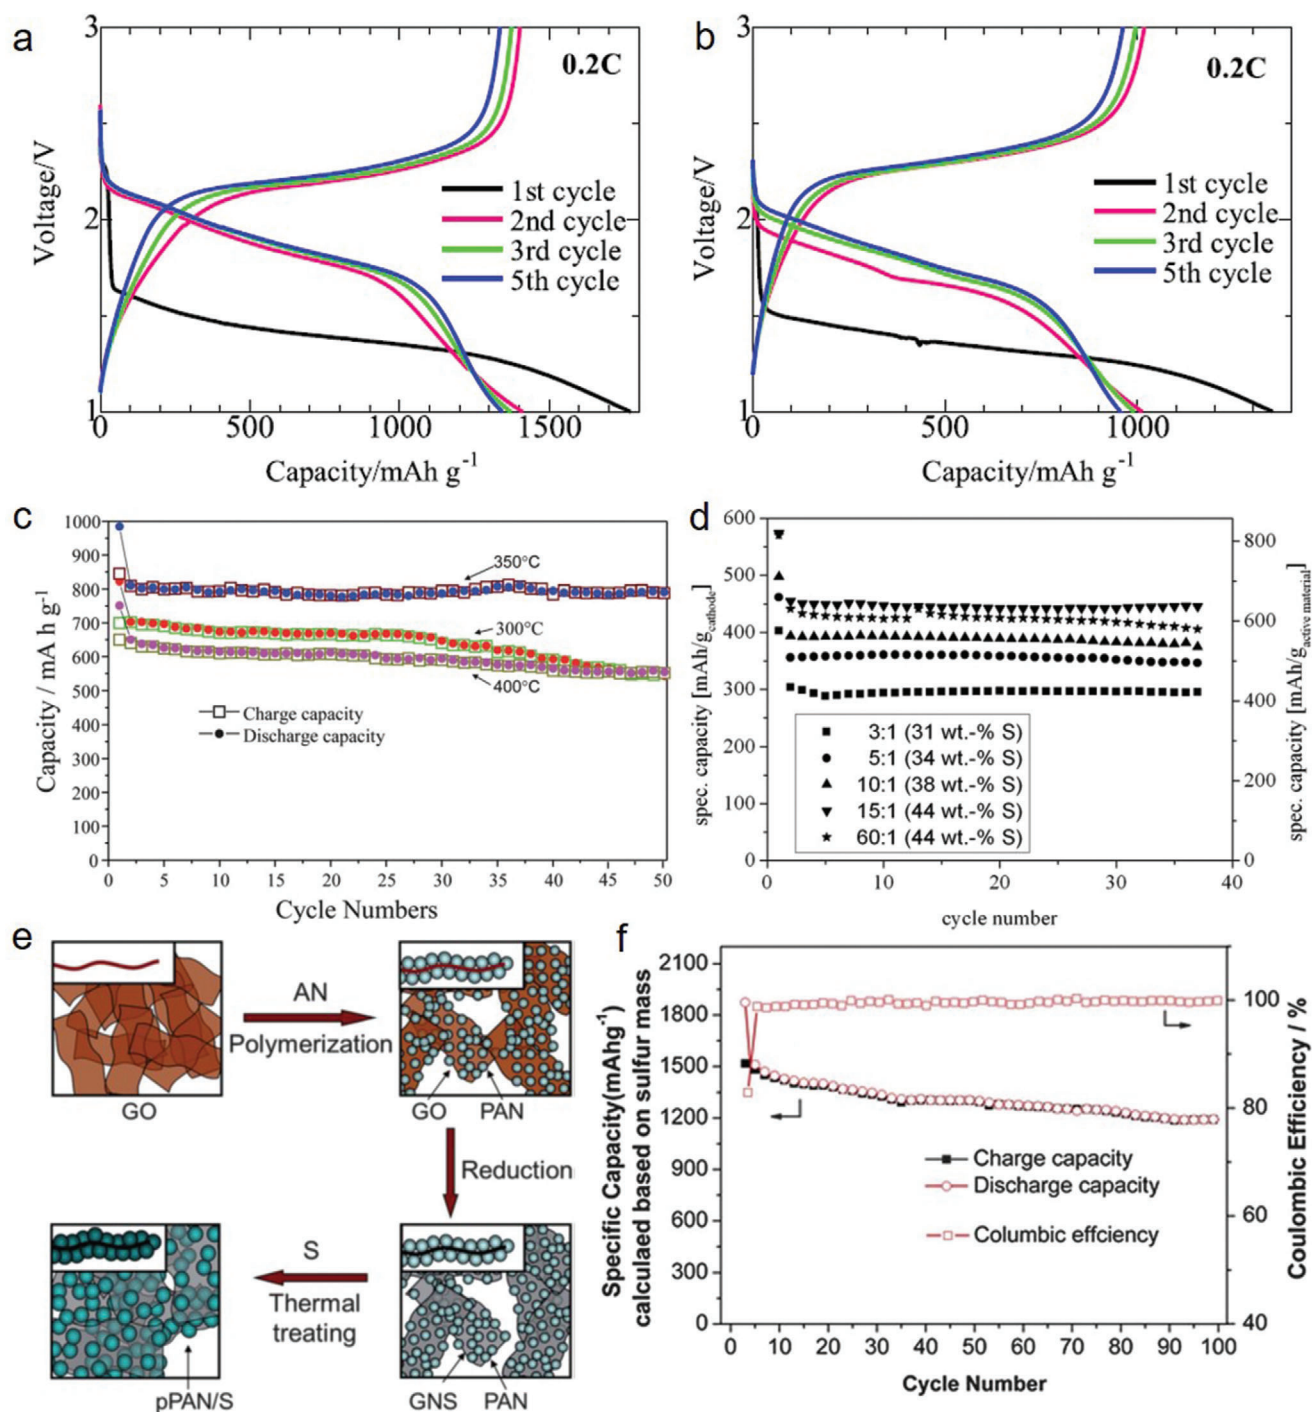 a
3
0.2C
Voltage/V
2
1
1st cycle
2nd cycle
3rd cycle
5th cycle
0
500
1000
1500
Capacity/mAh g-1
b
3
0.2C
Voltage/V
2
1
1st cycle
2nd cycle
3rd cycle
5th cycle
0
500
1000
Capacity/mAh g-1
c
1000
900
800
700
600
500
400
300
200
100
0
Capacity / mA h g-1
350°C
300°C
400°C
Charge capacity
Discharge capacity
0 5 10 15 20 25 30 35 40 45 50
Cycle Numbers
d
600
500
400
300
200
100
0
spec. capacity [mAh/gcathode]
800
600
400
200
0
spec. capacity [mAh/gactive material]
3:1 (31 wt.-% S)
5:1 (34 wt.-% S)
10:1 (38 wt.-% S)
15:1 (44 wt.-% S)
60:1 (44 wt.-% S)
0 10 20 30 40
cycle number
e
AN
Polymerization
GO
GO PAN
Reduction
S
Thermal
treating
pPAN/S
GNS PAN
f
2100
1800
1500
1200
900
600
300
0
Specific Capacity(mAhg-1)
calculaed based on sulfur mass
100
80
60
40
Coulombic Efficiency / %
Charge capacity
Discharge capacity
Columbic effciency
0 10 20 30 40 50 60 70 80 90 100
Cycle Number